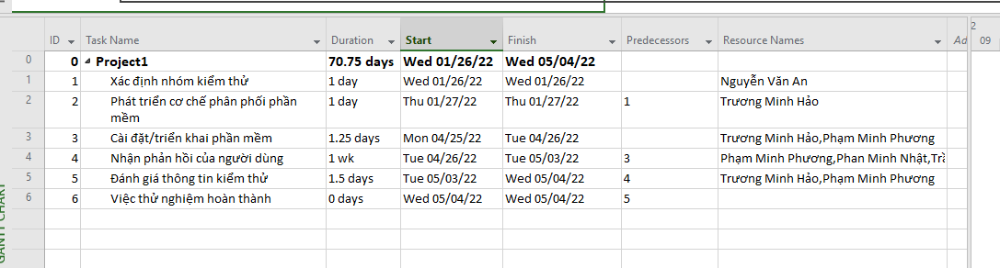 ID Task Name Duration Start Finish Predecessors Resource Names Ad
2
09
0 0 Project1 70.75 days Wed 01/26/22 Wed 05/04/22
1 1 Xác định nhóm kiểm thử 1 day Wed 01/26/22 Wed 01/26/22 Nguyễn Văn An
2 2 Phát triển cơ chế phân phối phần 1 day Thu 01/27/22 Thu 01/27/22 1 Trương Minh Hảo
mềm
3 3 Cài đặt/triển khai phần mềm 1.25 days Mon 04/25/22 Tue 04/26/22 Trương Minh Hảo,Phạm Minh Phương
4 4 Nhận phản hồi của người dùng 1 wk Tue 04/26/22 Tue 05/03/22 3 Phạm Minh Phương,Phan Minh Nhật,Trầ
5 5 Đánh giá thông tin kiểm thử 1.5 days Tue 05/03/22 Wed 05/04/22 4 Trương Minh Hảo,Phạm Minh Phương
6 6 Việc thử nghiệm hoàn thành 0 days Wed 05/04/22 Wed 05/04/22 5
GANTT CHART